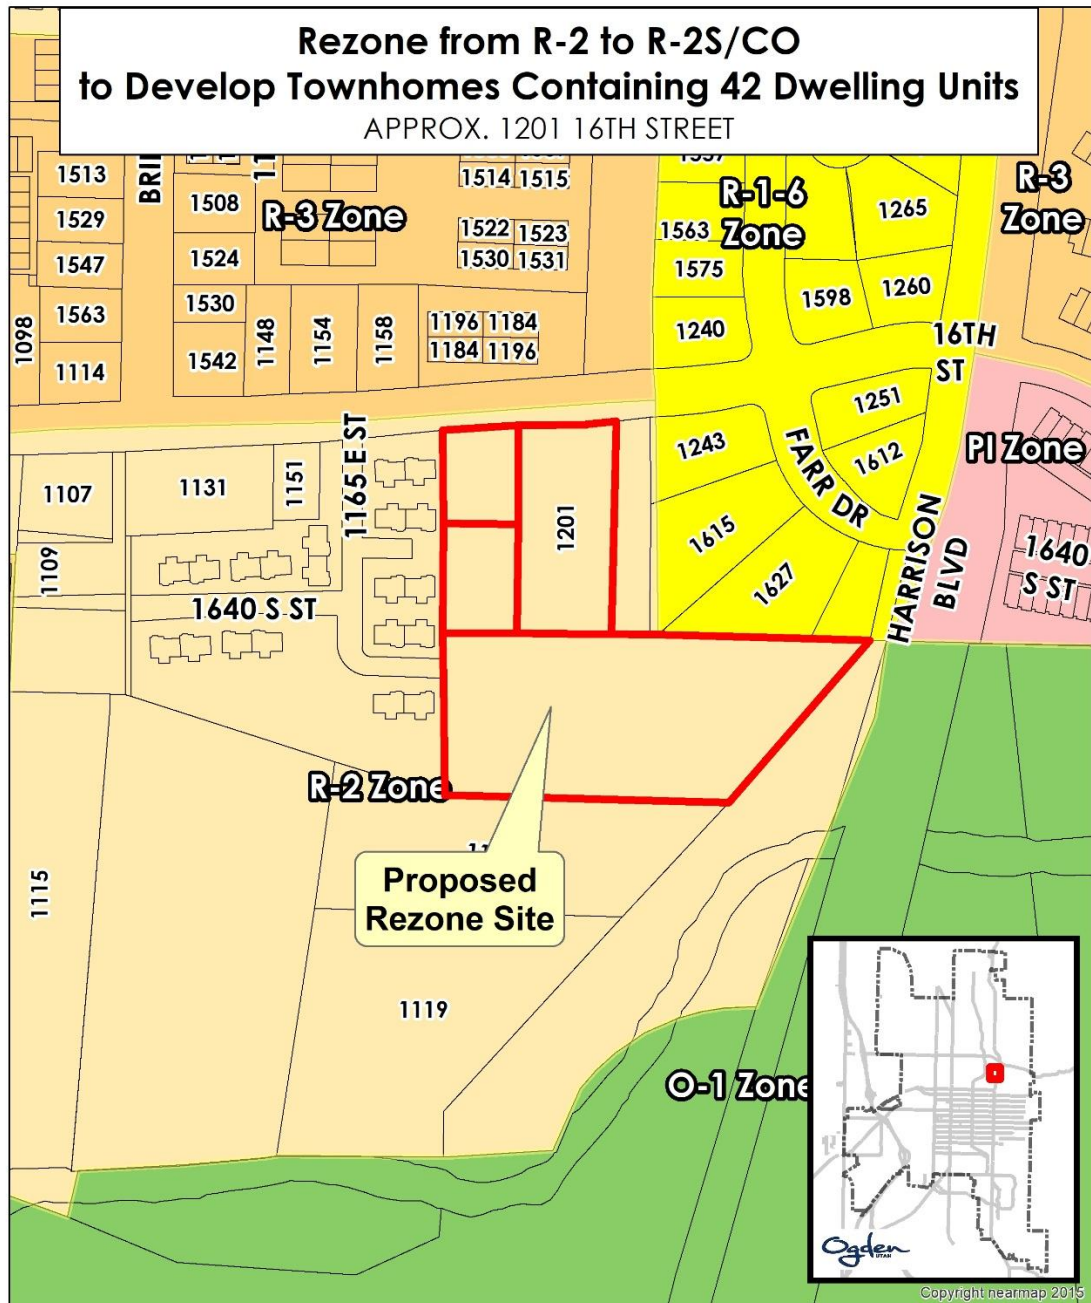 Rezone from R-2 to R-2S/CO
to Develop Townhomes Containing 42 Dwelling Units
APPROX. 1201 16TH STREET
1513
1508
1514
1515
1529
R-3 Zone
1522
1523
1547
1524
1530
1531
1563
1530
1196
1184
1098
1114
1542
1148
1154
1158
1184
1196
R-1-6
Zone
1265
R-3
Zone
1563
1575
1598
1260
1240
16TH
ST
1251
1243
FARR DR
1612
PI Zone
1615
1627
HARRISON
BLVD
1640
S ST
1107
1131
1151
1165 E ST
1201
1109
1640 S ST
R-2 Zone
Proposed
Rezone Site
1115
1119
O-1 Zone
Ogden
UTAH
Copyright nearmap 2015